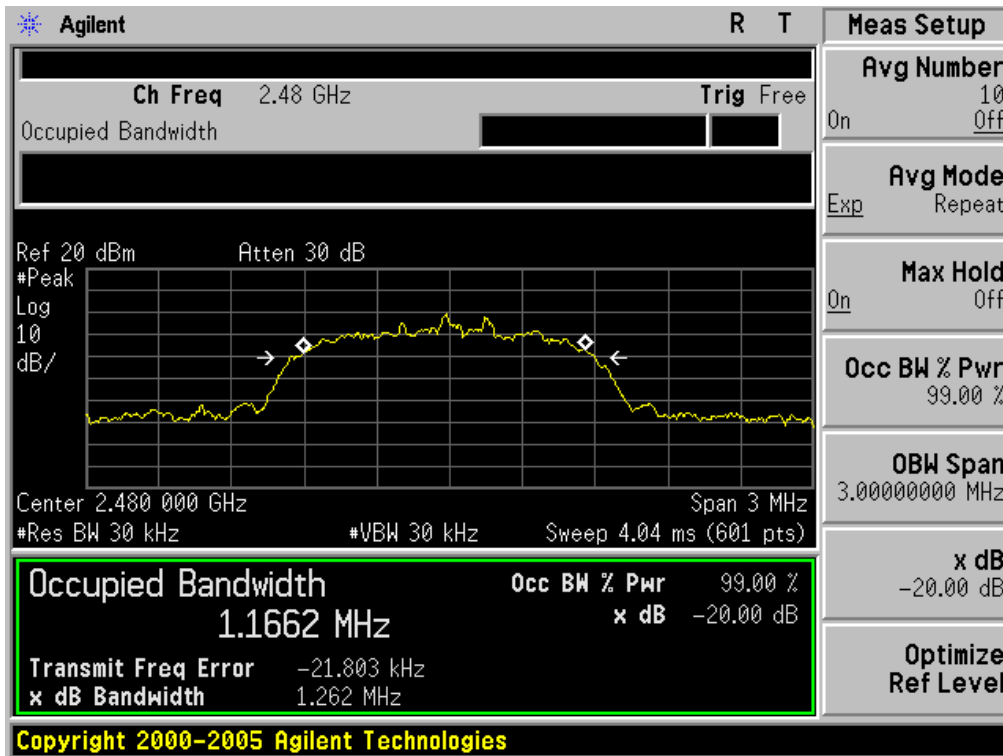 Agilent R T
Meas Setup
Ch Freq 2.48 GHz Trig Free
Occupied Bandwidth
Avg Number
10
On Off
Avg Mode
Exp Repeat
Max Hold
On Off
Occ BW % Pwr
99.00 %
OBW Span
3.00000000 MHz
x dB
-20.00 dB
Optimize
Ref Level
Ref 20 dBm Atten 30 dB
#Peak
Log
10
dB/
Center 2.480 000 GHz Span 3 MHz
#Res BW 30 kHz #VBW 30 kHz Sweep 4.04 ms (601 pts)
Occupied Bandwidth
1.1662 MHz
Occ BW % Pwr 99.00 %
x dB -20.00 dB
Transmit Freq Error -21.803 kHz
x dB Bandwidth 1.262 MHz
Copyright 2000-2005 Agilent Technologies